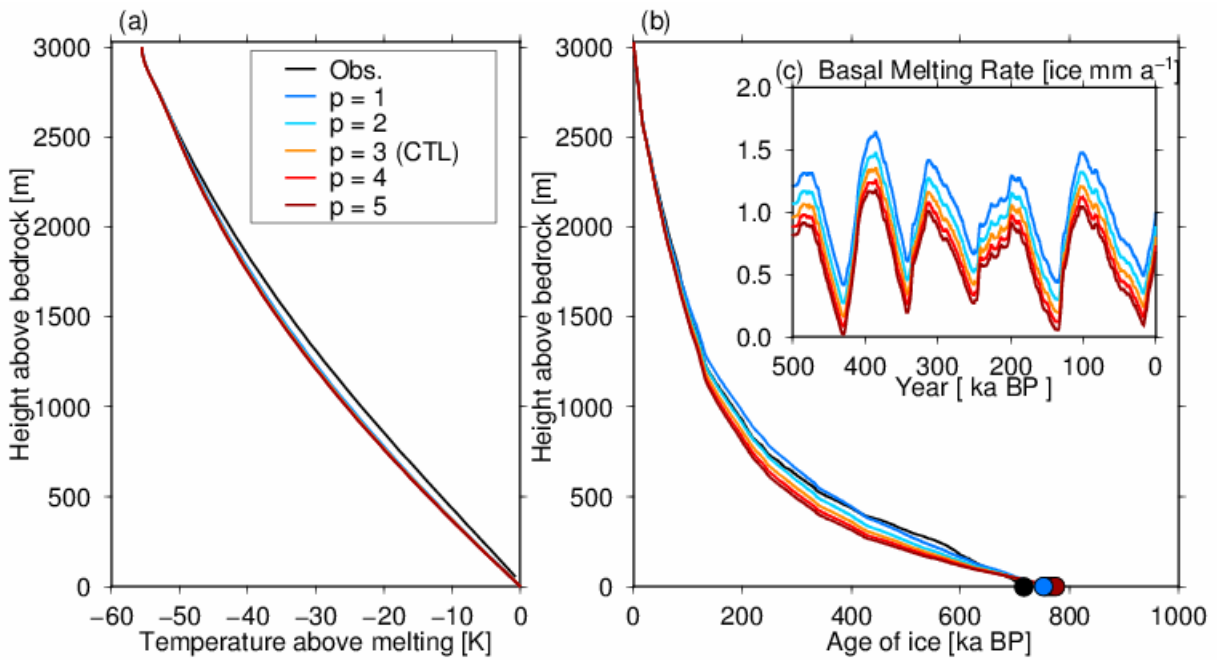 (a)
(b)
3000
2500
2000
1500
1000
500
0
Height above bedrock [m]
−60 −50 −40 −30 −20 −10 0
Temperature above melting [K]
Obs.
p = 1
p = 2
p = 3 (CTL)
p = 4
p = 5
3000
2500
2000
1500
1000
500
0
Height above bedrock [m]
0 200 400 600 800 1000
Age of ice [ka BP]
(c) Basal Melting Rate [ice mm a⁻¹]
2.0
1.5
1.0
0.5
0.0
500 400 300 200 100 0
Year [ ka BP ]